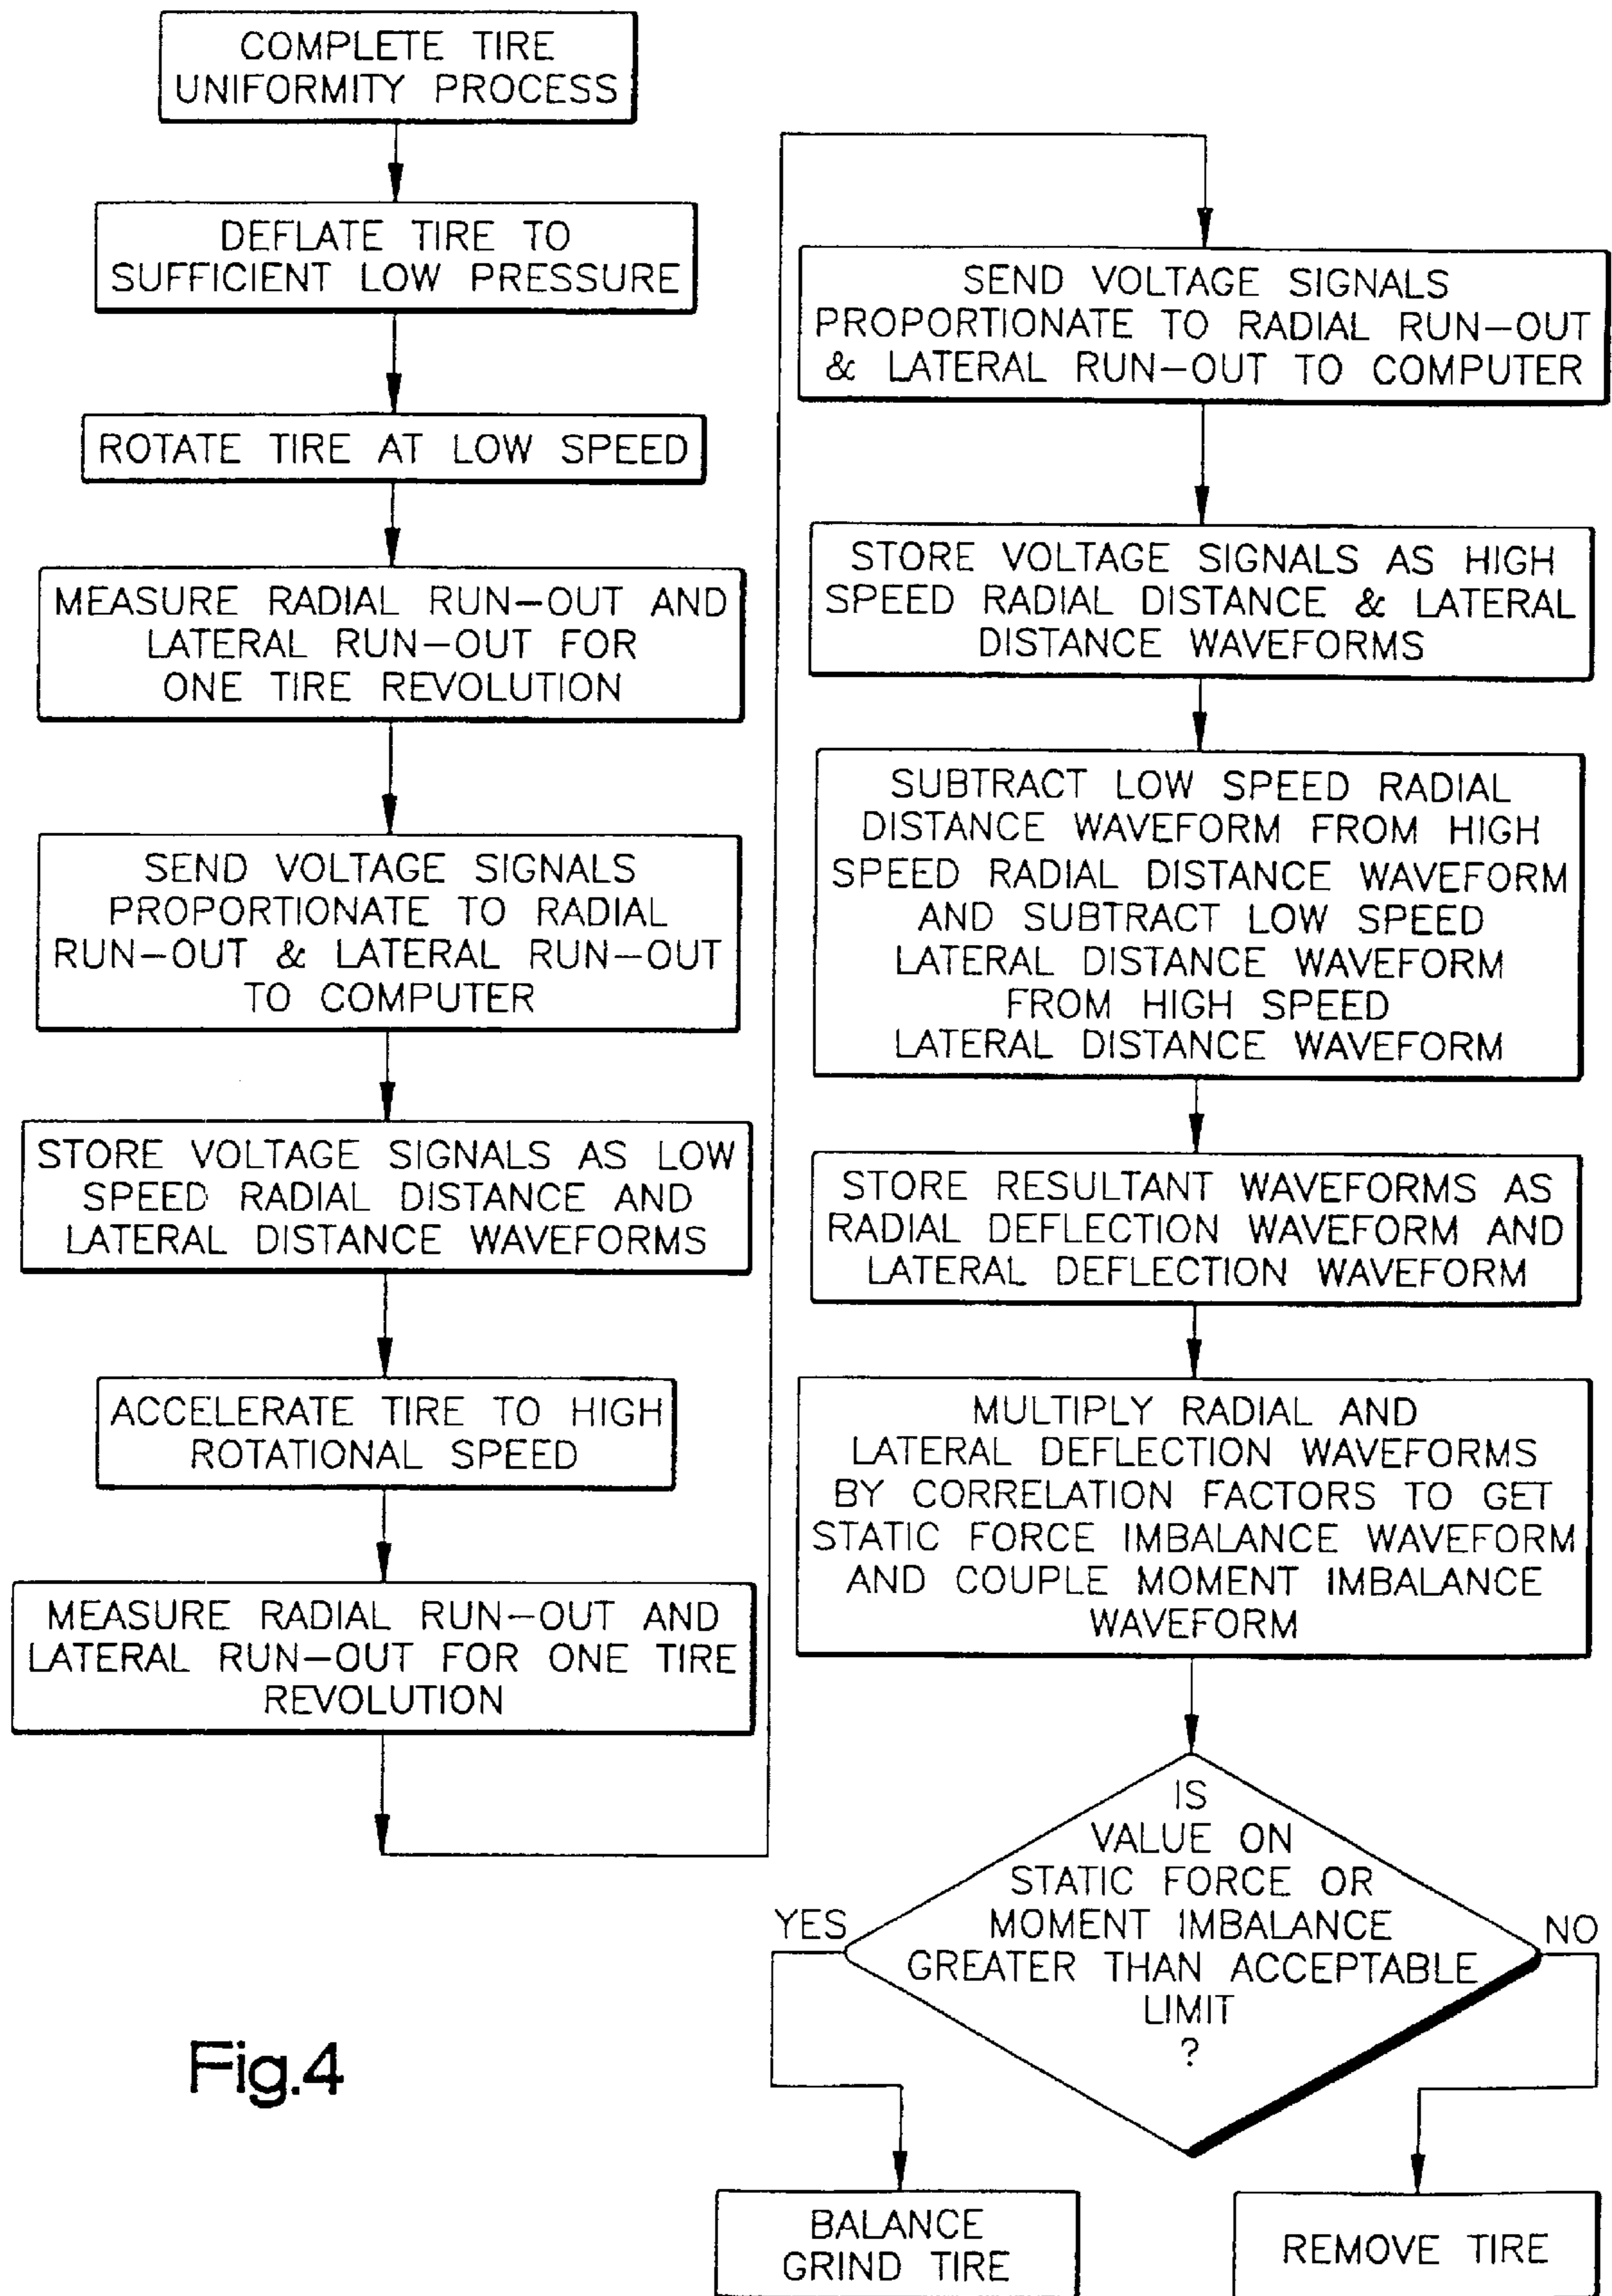 COMPLETE TIRE
UNIFORMITY PROCESS
DEFLATE TIRE TO
SUFFICIENT LOW PRESSURE
ROTATE TIRE AT LOW SPEED
MEASURE RADIAL RUN-OUT AND
LATERAL RUN-OUT FOR
ONE TIRE REVOLUTION
SEND VOLTAGE SIGNALS
PROPORTIONATE TO RADIAL
RUN-OUT & LATERAL RUN-OUT
TO COMPUTER
STORE VOLTAGE SIGNALS AS LOW
SPEED RADIAL DISTANCE AND
LATERAL DISTANCE WAVEFORMS
ACCELERATE TIRE TO HIGH
ROTATIONAL SPEED
MEASURE RADIAL RUN-OUT AND
LATERAL RUN-OUT FOR ONE TIRE
REVOLUTION
SEND VOLTAGE SIGNALS
PROPORTIONATE TO RADIAL RUN-OUT
& LATERAL RUN-OUT TO COMPUTER
STORE VOLTAGE SIGNALS AS HIGH
SPEED RADIAL DISTANCE & LATERAL
DISTANCE WAVEFORMS
SUBTRACT LOW SPEED RADIAL
DISTANCE WAVEFORM FROM HIGH
SPEED RADIAL DISTANCE WAVEFORM
AND SUBTRACT LOW SPEED
LATERAL DISTANCE WAVEFORM
FROM HIGH SPEED
LATERAL DISTANCE WAVEFORM
STORE RESULTANT WAVEFORMS AS
RADIAL DEFLECTION WAVEFORM AND
LATERAL DEFLECTION WAVEFORM
MULTIPLY RADIAL AND
LATERAL DEFLECTION WAVEFORMS
BY CORRELATION FACTORS TO GET
STATIC FORCE IMBALANCE WAVEFORM
AND COUPLE MOMENT IMBALANCE
WAVEFORM
IS
VALUE ON
STATIC FORCE OR
MOMENT IMBALANCE
GREATER THAN ACCEPTABLE
LIMIT
?
YES
NO
BALANCE
GRIND TIRE
REMOVE TIRE
Fig.4